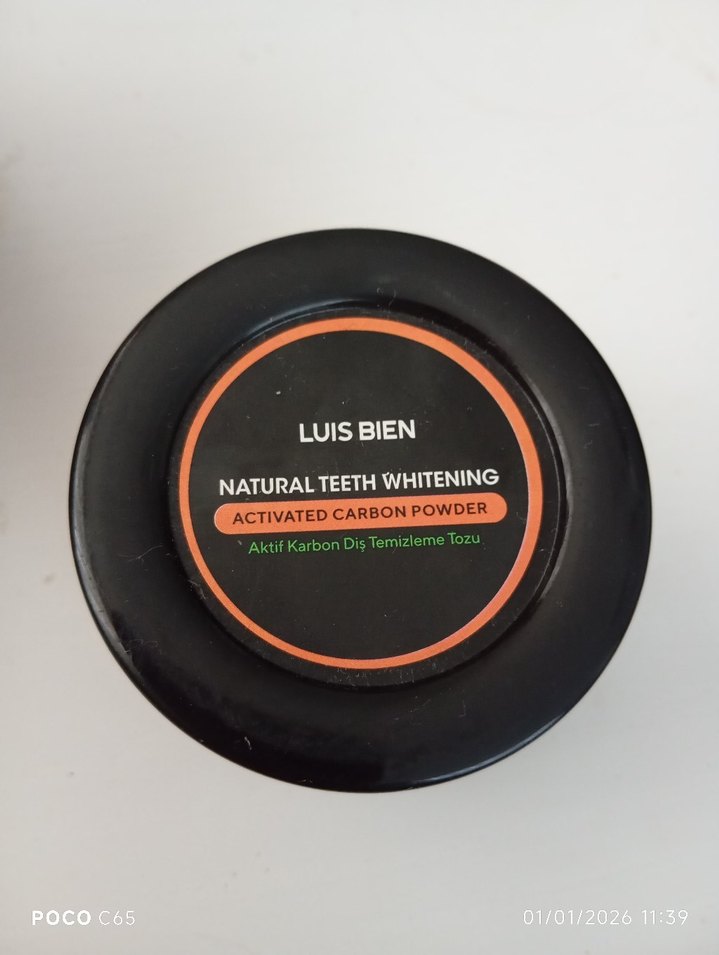 LUIS BIEN
NATURAL TEETH WHITENING
ACTIVATED CARBON POWDER
Aktif Karbon Diş Temizleme Tozu
POCO C65
01/01/2026 11:39